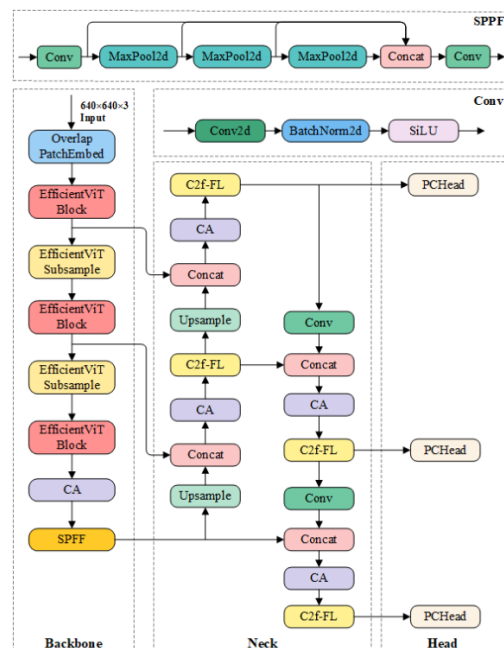 SPPF
Conv
MaxPool2d
MaxPool2d
MaxPool2d
Concat
Conv
Conv
Conv2d
BatchNorm2d
SiLU
640×640×3
Input
Overlap
PatchEmbed
EfficientViT
Block
EfficientViT
Subsample
EfficientViT
Block
EfficientViT
Subsample
EfficientViT
Block
CA
SPFF
Backbone
C2f-FL
CA
Concat
Upsample
C2f-FL
CA
Concat
Upsample
Conv
Concat
CA
C2f-FL
Conv
Concat
CA
C2f-FL
Neck
PCHead
PCHead
PCHead
Head